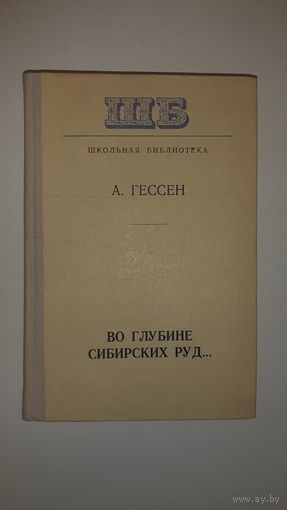 ШБ
ШКОЛЬНАЯ БИБЛИОТЕКА
А. ГЕССЕН
ВО ГЛУБИНЕ
СИБИРСКИХ РУД...
www.ay.by